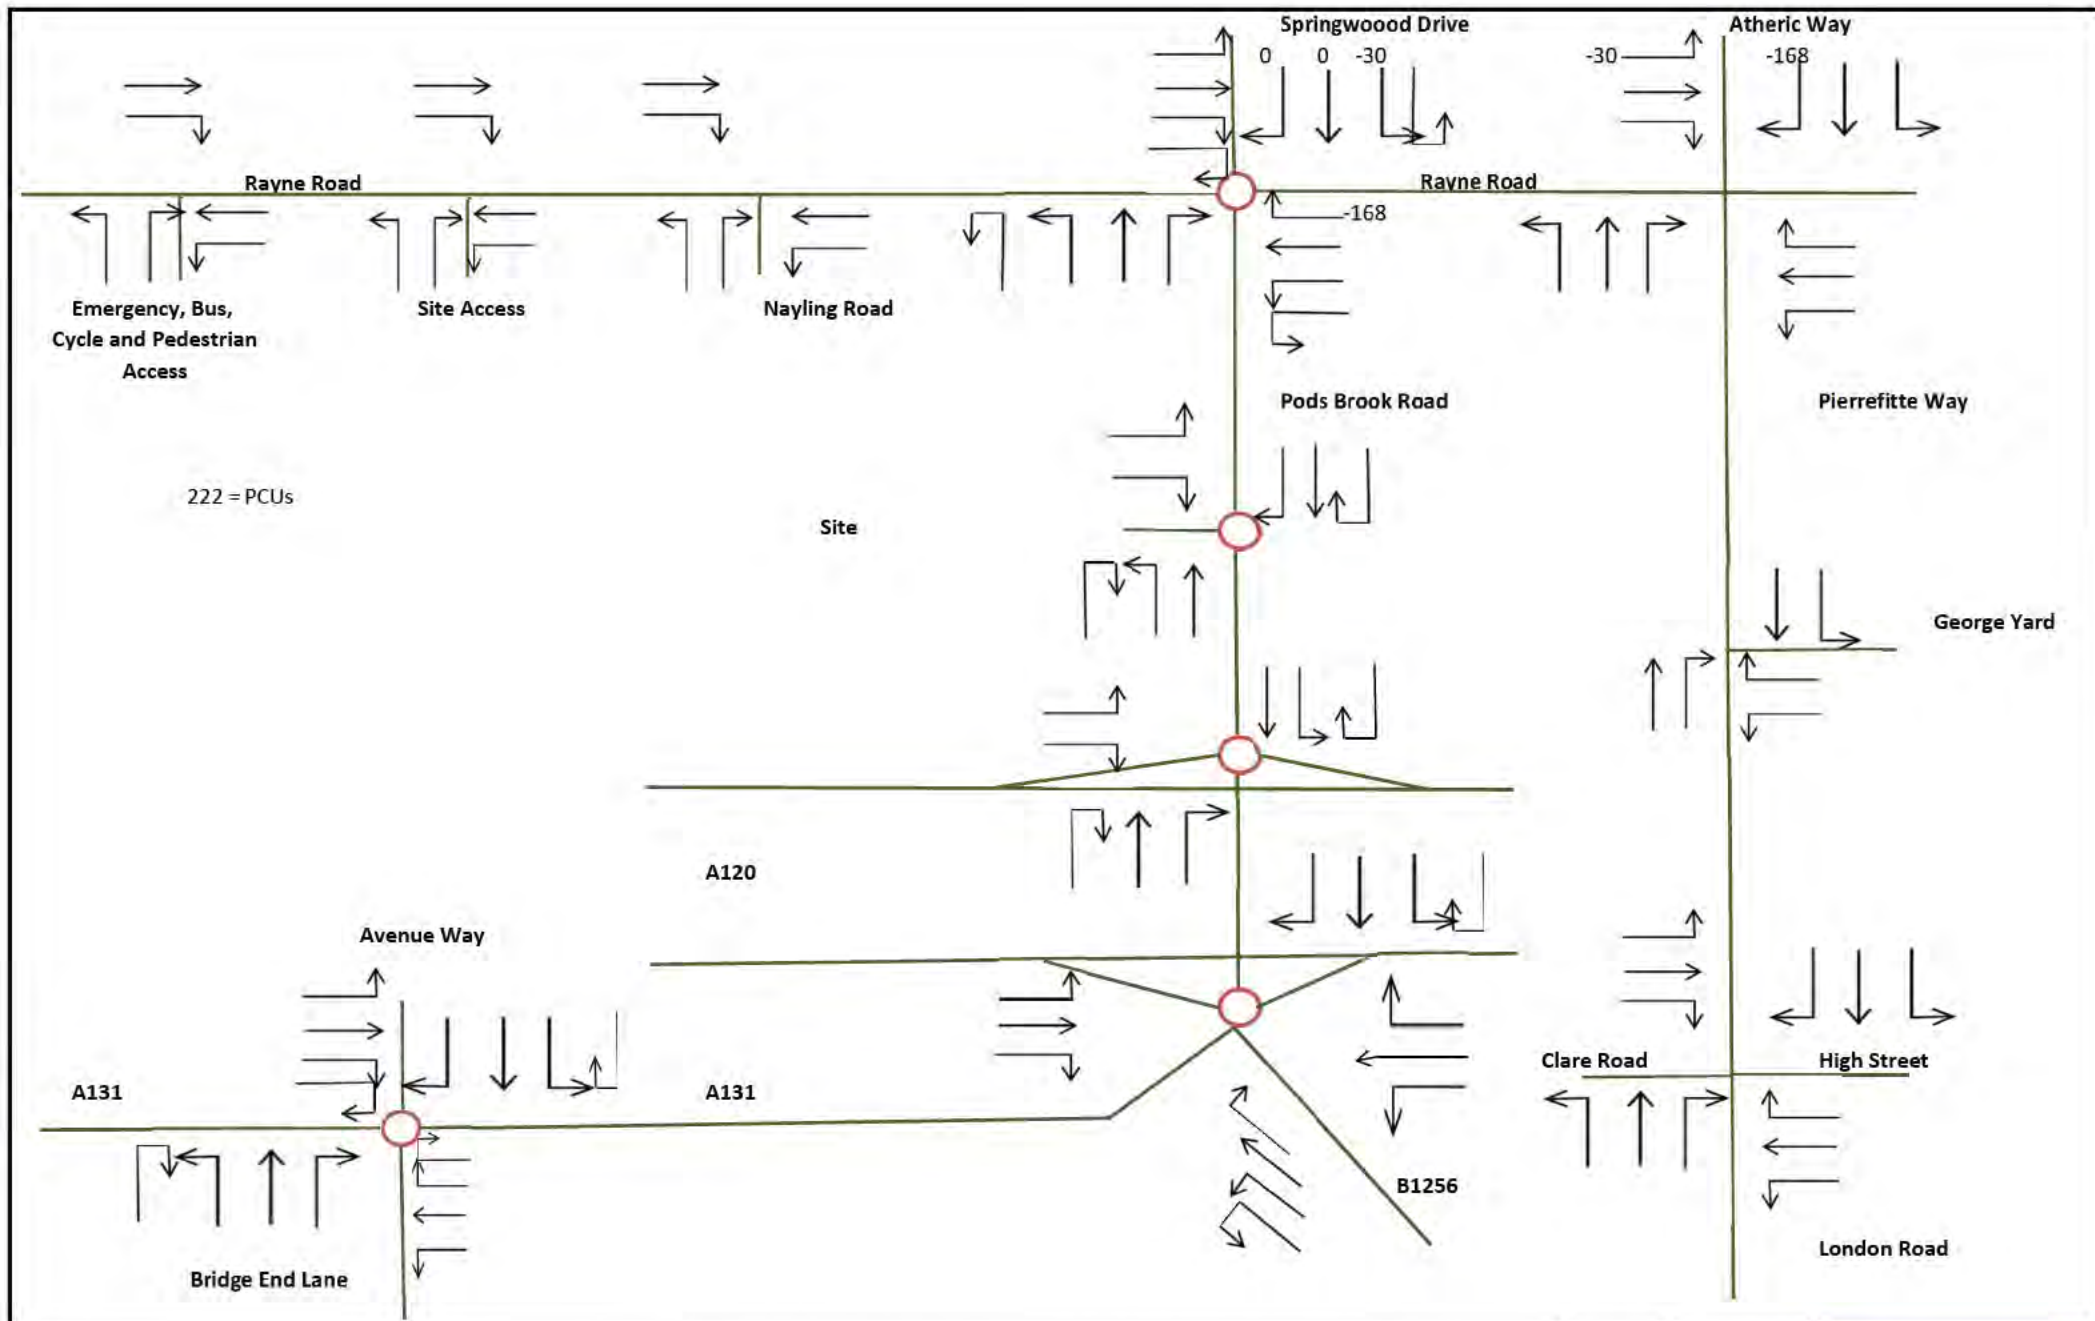 Springwoood Drive
Atheric Way
0 0 -30
-30
-168
Rayne Road
Rayne Road
-168
Emergency, Bus,
Cycle and Pedestrian
Access
Site Access
Nayling Road
Pods Brook Road
Pierrefitte Way
222 = PCUs
Site
George Yard
A120
Avenue Way
Clare Road
High Street
A131
A131
B1256
London Road
Bridge End Lane